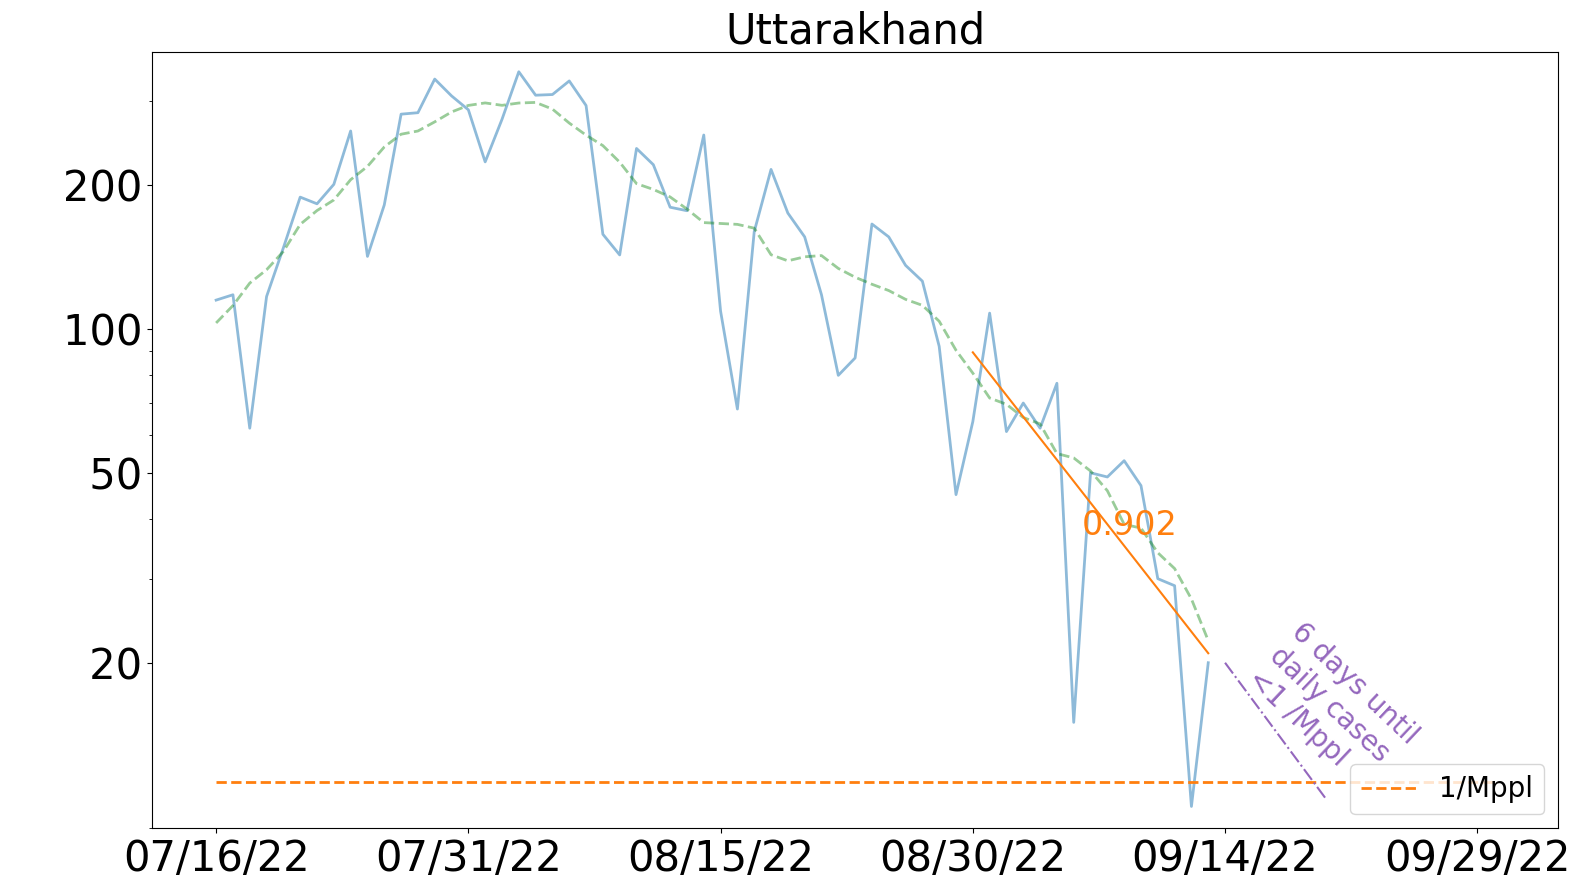 Uttarakhand
200
100
50
20
0.902
6 days until
daily cases
<1 /Mppl
1/Mppl
07/16/22
07/31/22
08/15/22
08/30/22
09/14/22
09/29/22